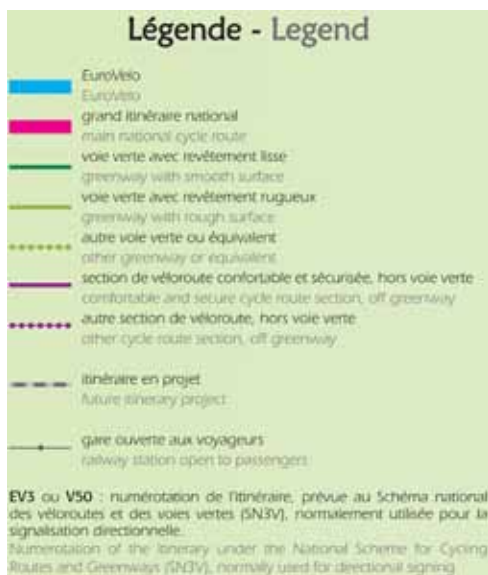 Légende - Legend
EuroVelo
EuroVelo
grand itinéraire national
main national cycle route
voie verte avec revêtement lisse
greenway with smooth surface
voie verte avec revêtement rugueux
greenway with rough surface
autre voie verte ou équivalent
other greenway or equivalent
section de véloroute confortable et sécurisée, hors voie verte
comfortable and secure cycle route section, off greenway
autre section de véloroute, hors voie verte
other cycle route section, off greenway
itinéraire en projet
future itinerary project
gare ouverte aux voyageurs
railway station open to passengers
EV3 ou V50 : numérotation de l'itinéraire, prévue au Schéma national
des véloroutes et des voies vertes (SN3V), normalement utilisée pour la
signalisation directionnelle.
Numerotation of the itinerary under the National Scheme for Cycling
Routes and Greenways (SN3V), normally used for directional signing